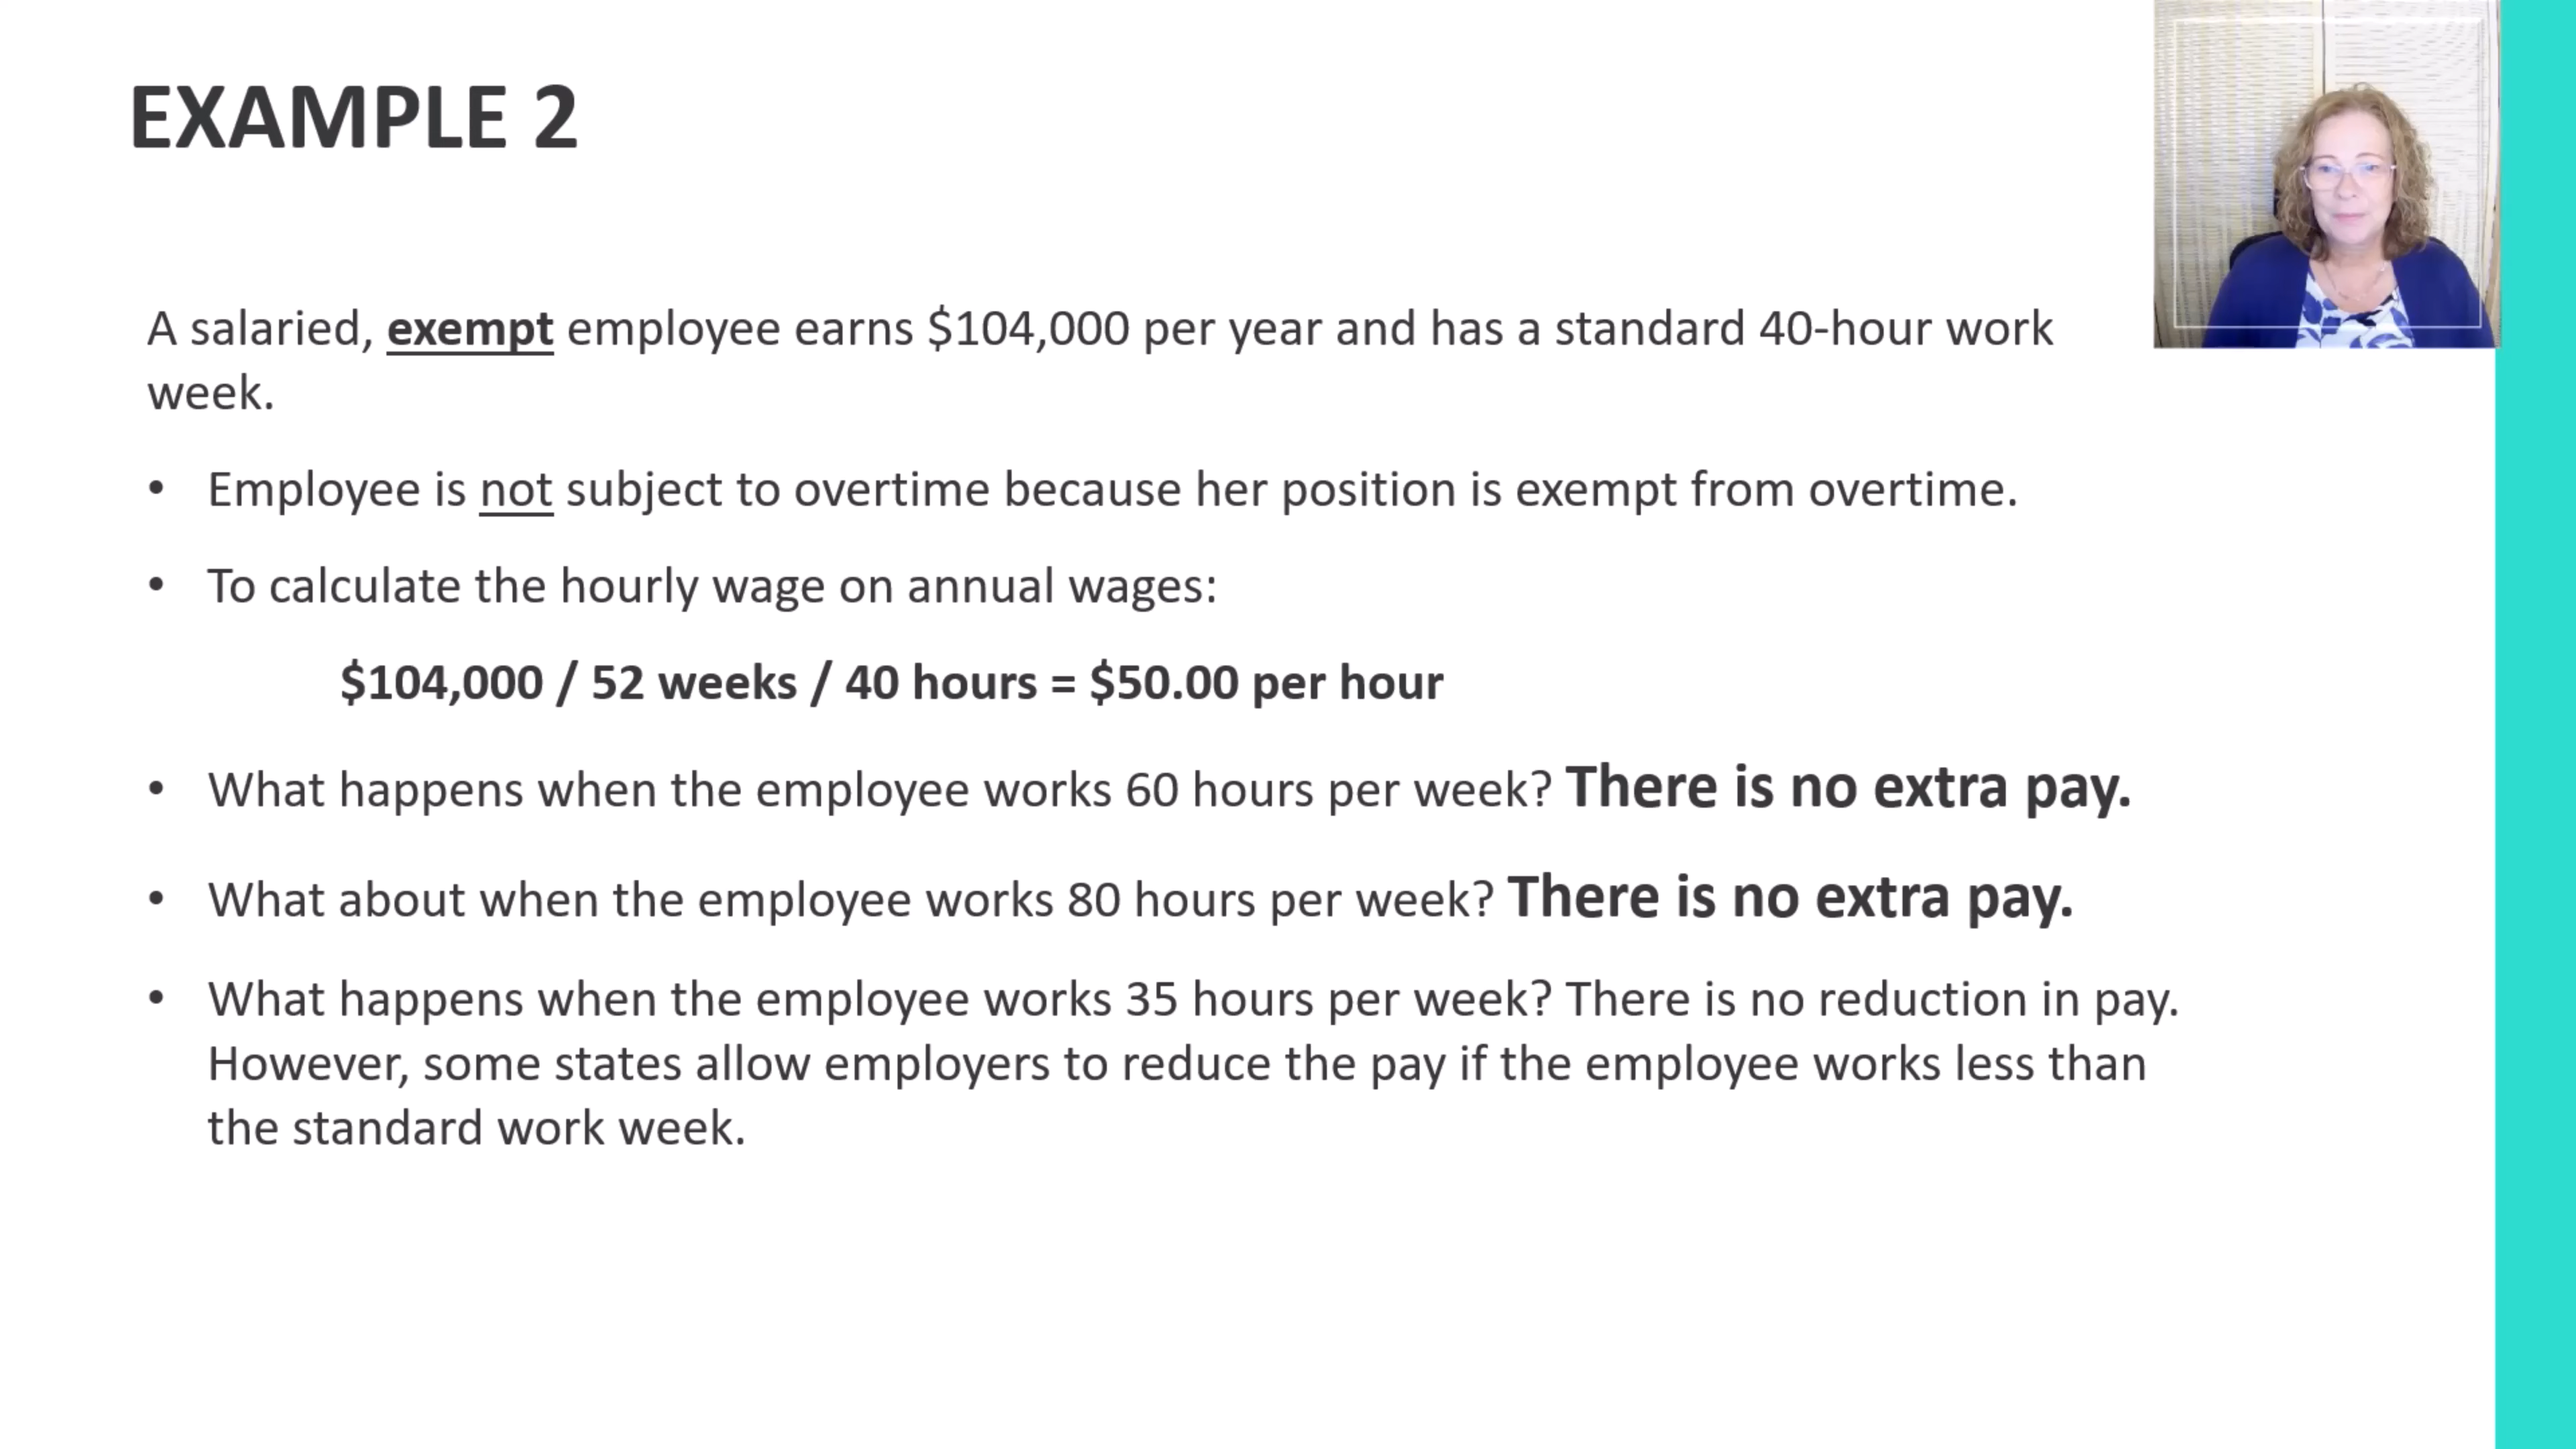 EXAMPLE 2
A salaried, exempt employee earns $104,000 per year and has a standard 40-hour work
week.
• Employee is not subject to overtime because her position is exempt from overtime.
• To calculate the hourly wage on annual wages:
$104,000 / 52 weeks / 40 hours = $50.00 per hour
• What happens when the employee works 60 hours per week? There is no extra pay.
• What about when the employee works 80 hours per week? There is no extra pay.
• What happens when the employee works 35 hours per week? There is no reduction in pay.
However, some states allow employers to reduce the pay if the employee works less than
the standard work week.